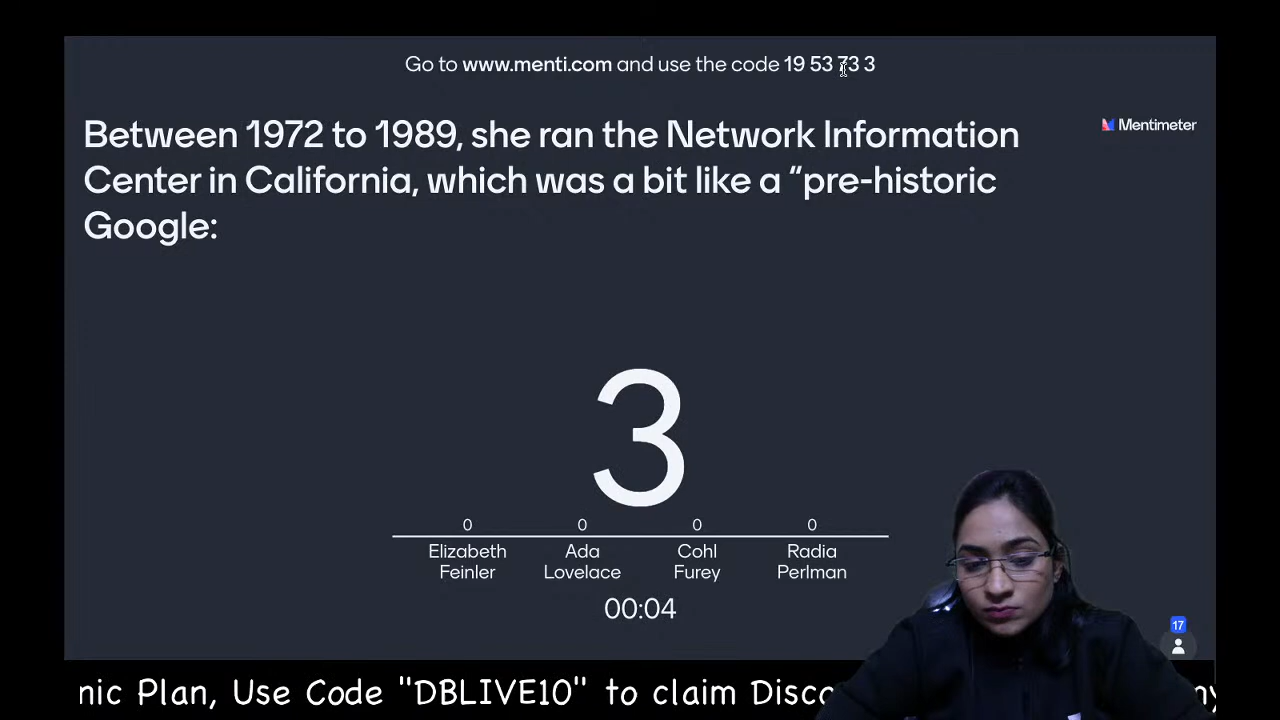 Go to www.menti.com and use the code 19 53 73 3
Between 1972 to 1989, she ran the Network Information
Center in California, which was a bit like a “pre-historic
Google:
Mentimeter
3
0 0 0 0
Elizabeth Ada Cohl Radia
Feinler Lovelace Furey Perlman
00:04
17
nic Plan, Use Code "DBLIVE10" to claim